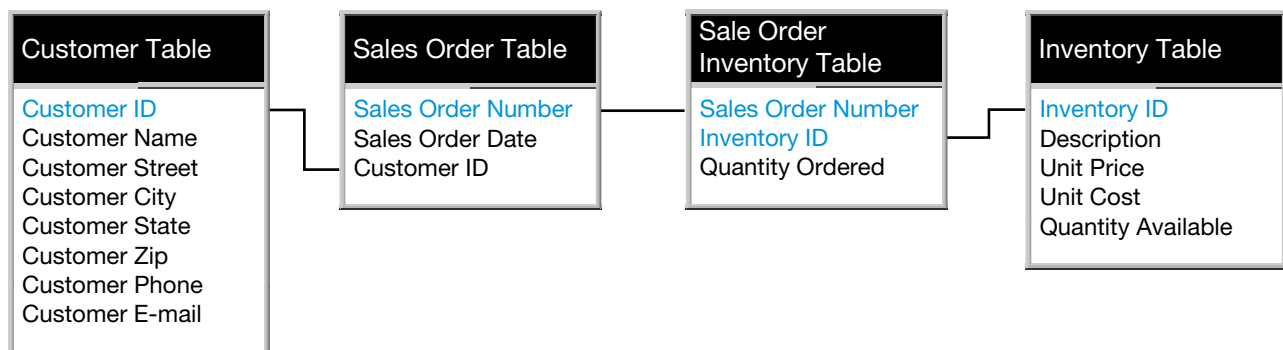 Customer Table
Customer ID
Customer Name
Customer Street
Customer City
Customer State
Customer Zip
Customer Phone
Customer E-mail
Sales Order Table
Sales Order Number
Sales Order Date
Customer ID
Sale Order
Inventory Table
Sales Order Number
Inventory ID
Quantity Ordered
Inventory Table
Inventory ID
Description
Unit Price
Unit Cost
Quantity Available